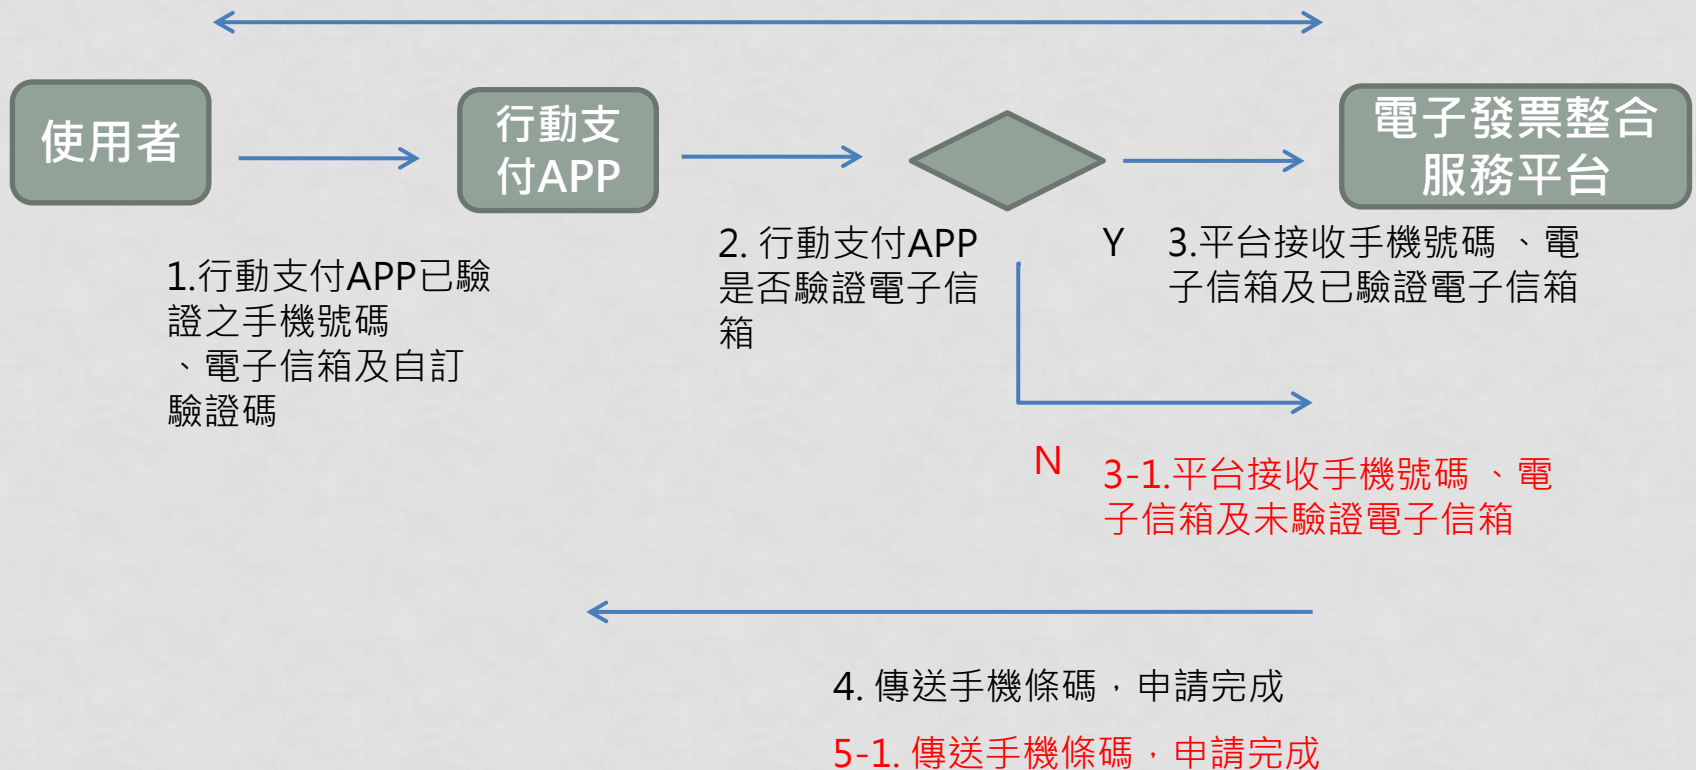 使用者
行動支
付APP
電子發票整合
服務平台
1.行動支付APP已驗
證之手機號碼
、電子信箱及自訂
驗證碼
2. 行動支付APP
是否驗證電子信
箱
Y
3.平台接收手機號碼 、電
子信箱及已驗證電子信箱
N
3-1.平台接收手機號碼 、電
子信箱及未驗證電子信箱
4. 傳送手機條碼，申請完成
5-1. 傳送手機條碼，申請完成